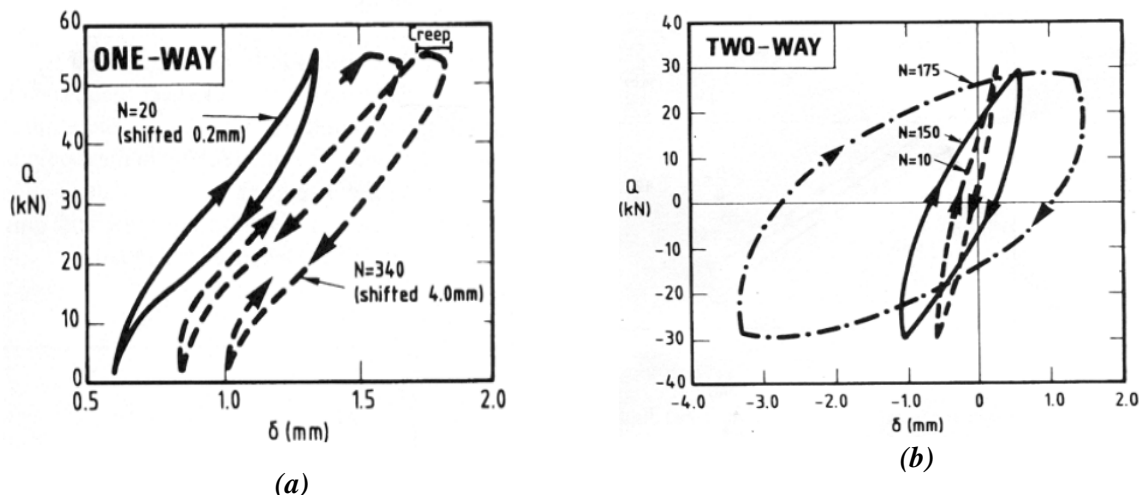 60
50
40
30
20
10
0
Q
(kN)
ONE-WAY
Creep
N=20
(shifted 0.2mm)
N=340
(shifted 4.0mm)
0.5
1.0
1.5
2.0
δ (mm)
(a)
40
30
20
10
0
-10
-20
-30
-40
Q
(kN)
TWO-WAY
N=175
N=150
N=10
-4.0
-3.0
-2.0
-1.0
0
1.0
2.0
δ (mm)
(b)